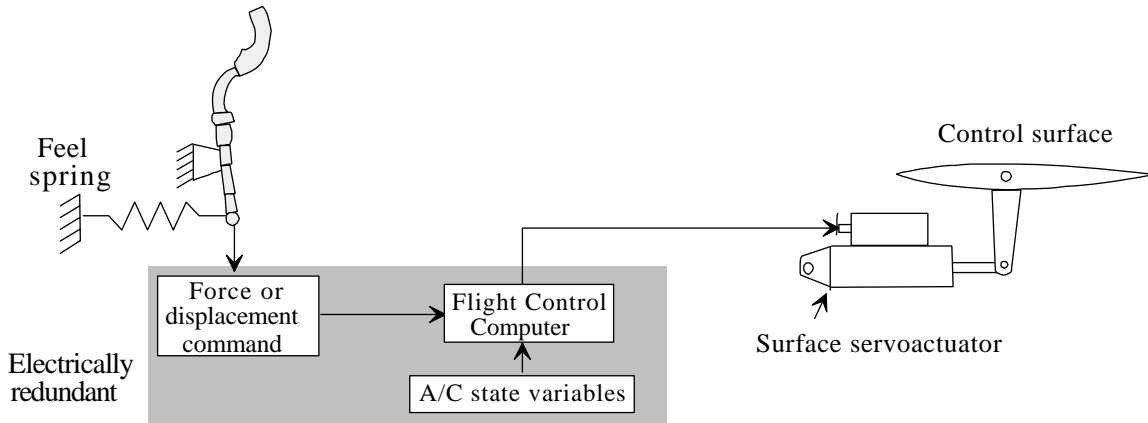 Feel
spring
Control surface
Force or
displacement
command
Flight Control
Computer
Surface servoactuator
Electrically
redundant
A/C state variables